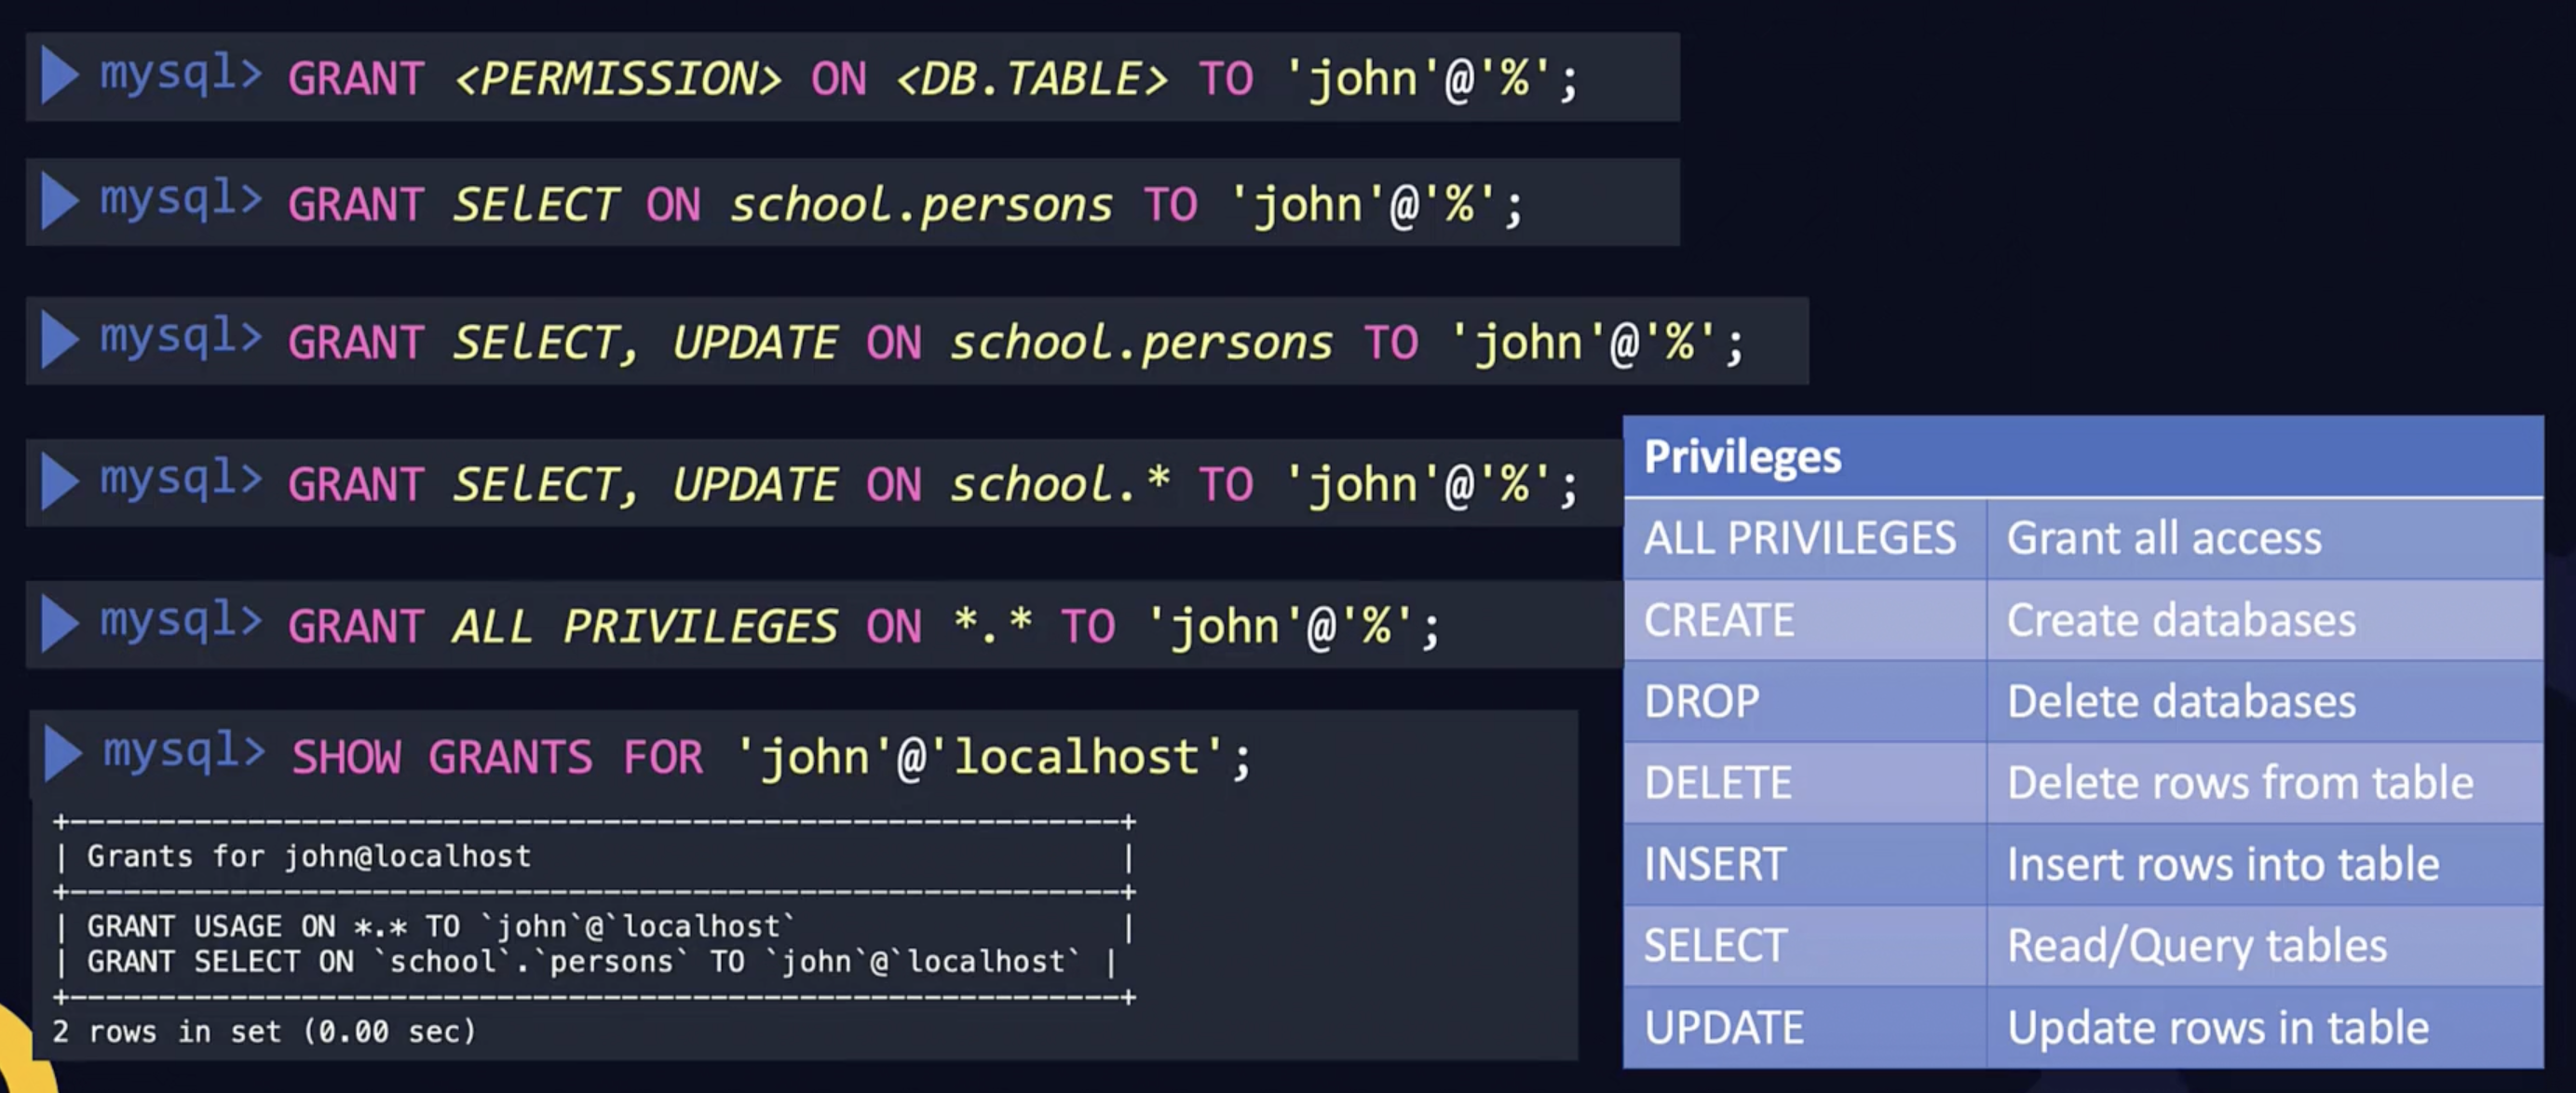 mysql> GRANT <PERMISSION> ON <DB.TABLE> TO 'john'@'%';
mysql> GRANT SElECT ON school.persons TO 'john'@'%';
mysql> GRANT SElECT, UPDATE ON school.persons TO 'john'@'%';
mysql> GRANT SElECT, UPDATE ON school.* TO 'john'@'%';
mysql> GRANT ALL PRIVILEGES ON *.* TO 'john'@'%';
mysql> SHOW GRANTS FOR 'john'@'localhost';
+-----------------------------------------------------------+
| Grants for john@localhost |
+-----------------------------------------------------------+
| GRANT USAGE ON *.* TO `john`@`localhost` |
| GRANT SELECT ON `school`.`persons` TO `john`@`localhost` |
+-----------------------------------------------------------+
2 rows in set (0.00 sec)
Privileges
ALL PRIVILEGES Grant all access
CREATE Create databases
DROP Delete databases
DELETE Delete rows from table
INSERT Insert rows into table
SELECT Read/Query tables
UPDATE Update rows in table